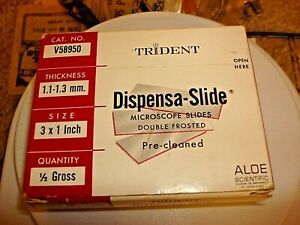 CAT. NO.
V58950
THICKNESS
1.1-1.3 mm.
SIZE
3 x 1 Inch
QUANTITY
½ Gross
TRIDENT
OPEN
HERE
Dispensa-Slide®
MICROSCOPE SLIDES
DOUBLE FROSTED
Pre-cleaned
ALOE
SCIENTIFIC